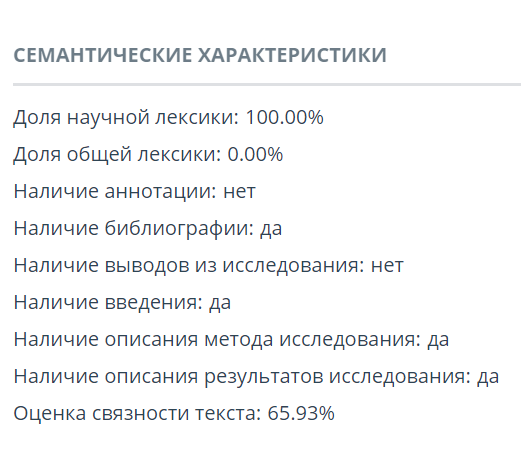 СЕМАНТИЧЕСКИЕ ХАРАКТЕРИСТИКИ
Доля научной лексики: 100.00%
Доля общей лексики: 0.00%
Наличие аннотации: нет
Наличие библиографии: да
Наличие выводов из исследования: нет
Наличие введения: да
Наличие описания метода исследования: да
Наличие описания результатов исследования: да
Оценка связности текста: 65.93%